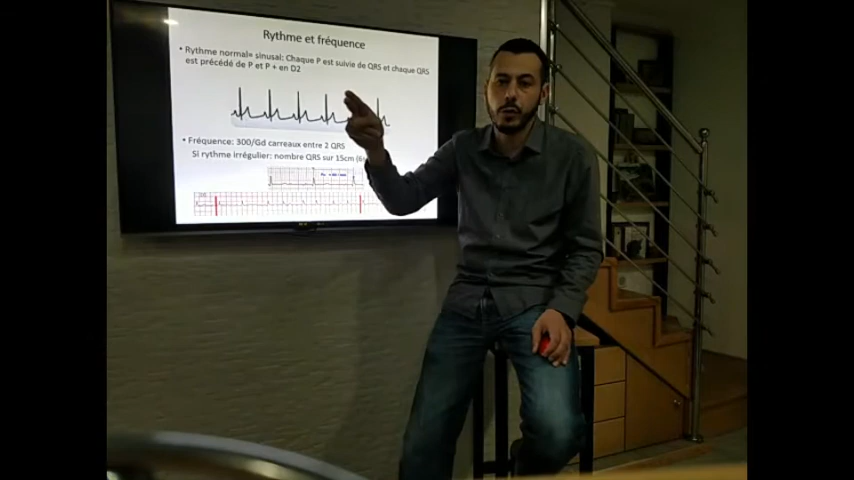 Rythme et fréquence
• Rythme normal= sinusal: Chaque P est suivie de QRS et chaque QRS
est précédé de P et P + en D2
• Fréquence: 300/Gd carreaux entre 2 QRS
Si rythme irrégulier: nombre QRS sur 15cm (6